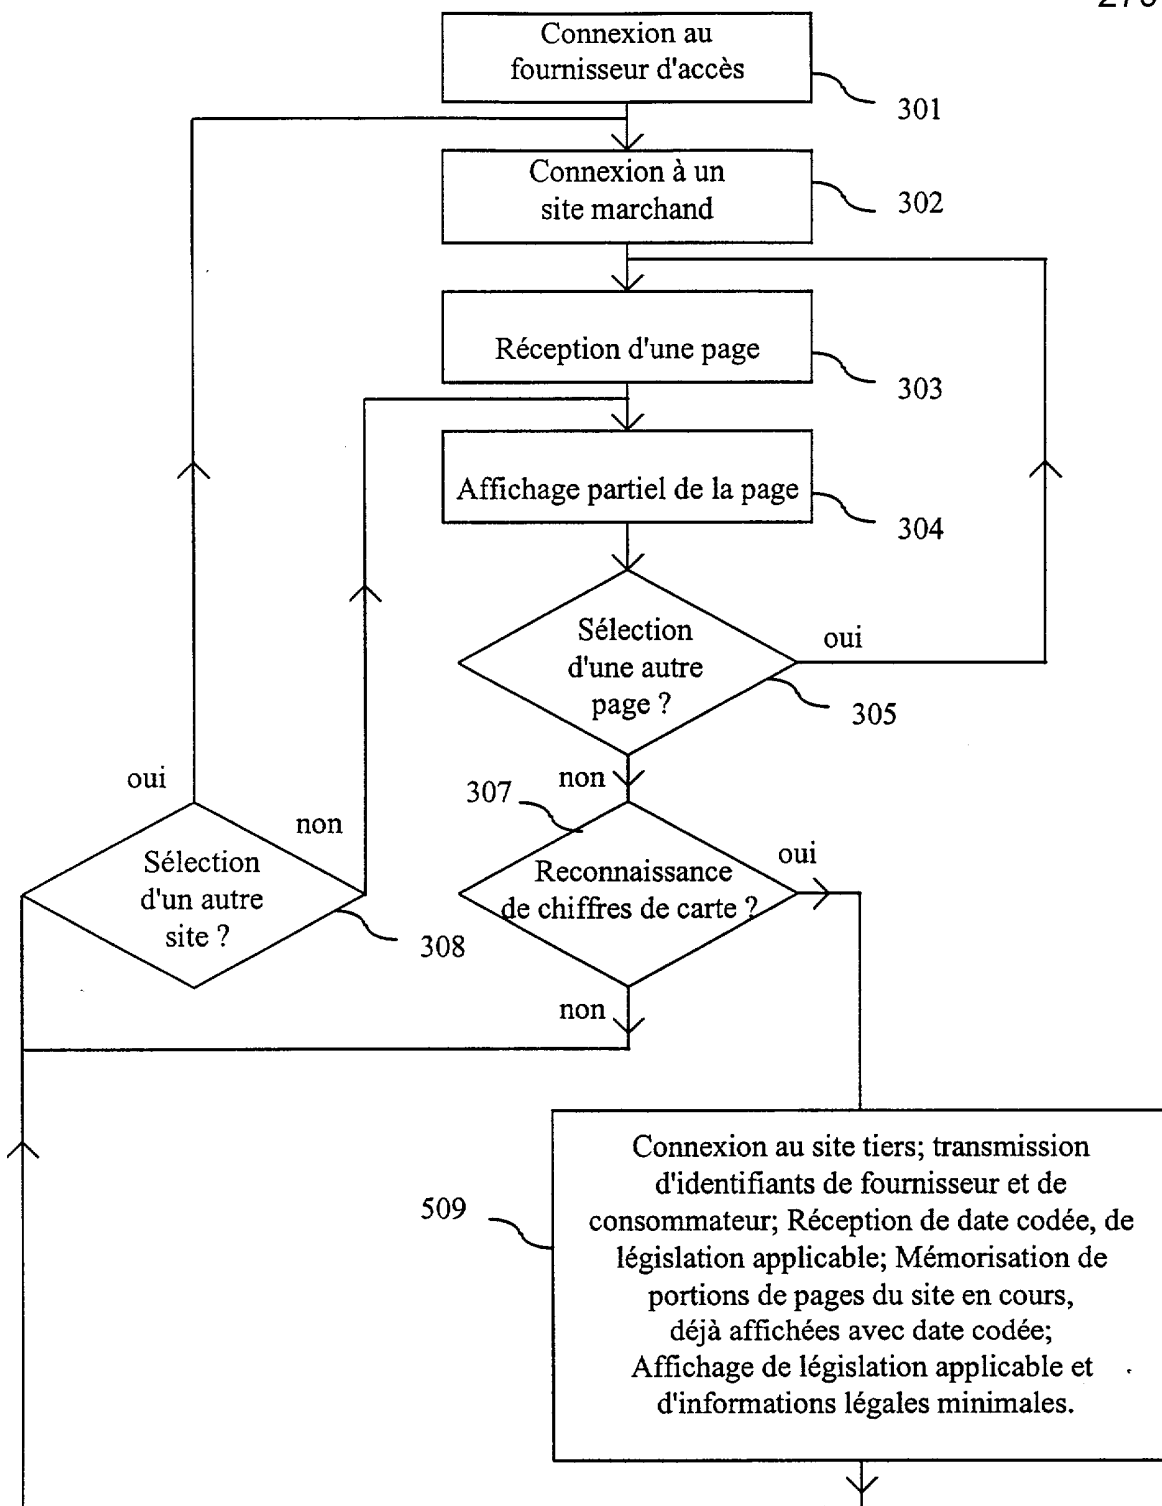 Connexion au
fournisseur d'accès
301
Connexion à un
site marchand
302
Réception d'une page
303
Affichage partiel de la page
304
Sélection
d'une autre
page ?
oui
305
non
307
Reconnaissance
de chiffres de carte ?
oui
non
oui
non
Sélection
d'un autre
site ?
308
509
Connexion au site tiers; transmission
d'identifiants de fournisseur et de
consommateur; Réception de date codée, de
législation applicable; Mémorisation de
portions de pages du site en cours,
déjà affichées avec date codée;
Affichage de législation applicable et
d'informations légales minimales.